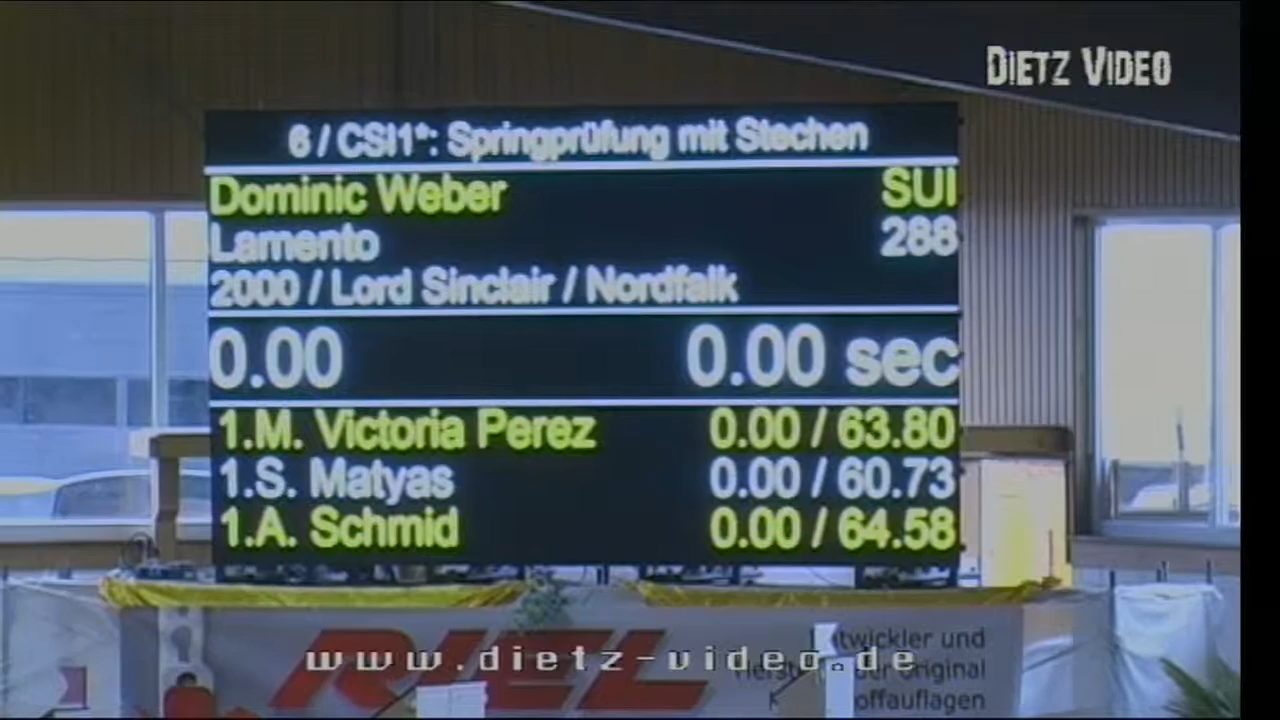 DIETZ VIDEO
6 / CSI1*: Springprüfung mit Stechen
Dominic Weber SUI
Lamento 288
2000 / Lord Sinclair / Nordfalk
0.00 0.00 sec
1.M. Victoria Perez 0.00 / 63.80
1.S. Matyas 0.00 / 60.73
1.A. Schmid 0.00 / 64.58
RIEL
www.dietz-video.de
und
original